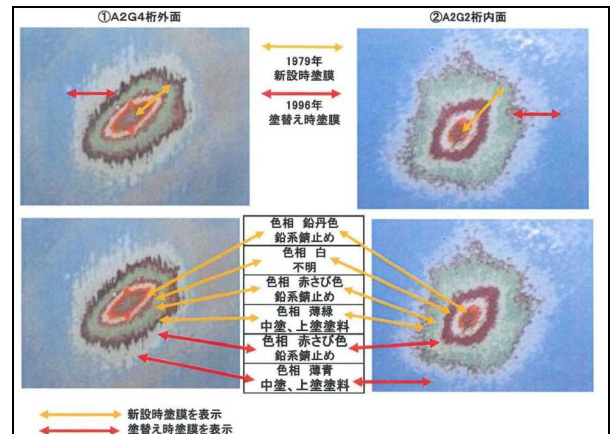 ①A2G4桁外面
②A2G2桁内面
1979年
新設時塗膜
1996年
塗替え時塗膜
色相 鉛丹色
鉛系錆止め
色相 白
不明
色相 赤さび色
鉛系錆止め
色相 薄緑
中塗、上塗塗料
色相 赤さび色
鉛系錆止め
色相 薄青
中塗、上塗塗料
新設時塗膜を表示
塗替え時塗膜を表示